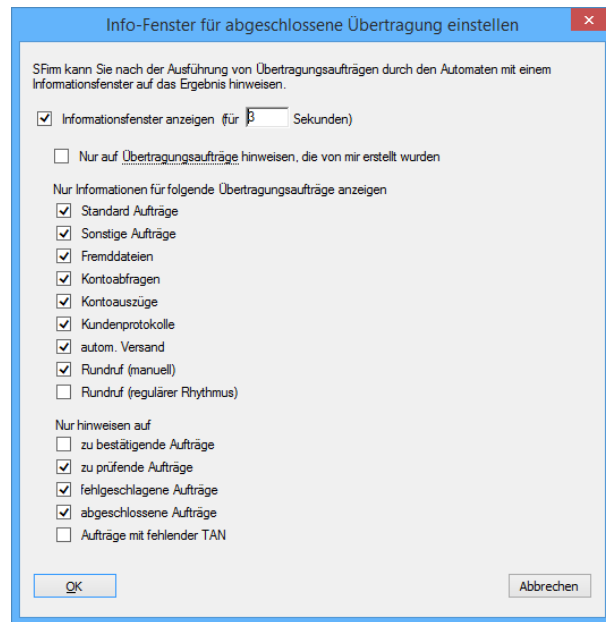 Info-Fenster für abgeschlossene Übertragung einstellen
SFirm kann Sie nach der Ausführung von Übertragungsaufträgen durch den Automaten mit einem
Informationsfenster auf das Ergebnis hinweisen.
Informationsfenster anzeigen (für 3 Sekunden)
Nur auf Übertragungsaufträge hinweisen, die von mir erstellt wurden
Nur Informationen für folgende Übertragungsaufträge anzeigen
Standard Aufträge
Sonstige Aufträge
Fremddateien
Kontoabfragen
Kontoauszüge
Kundenprotokolle
autom. Versand
Rundruf (manuell)
Rundruf (regulärer Rhythmus)
Nur hinweisen auf
zu bestätigende Aufträge
zu prüfende Aufträge
fehlgeschlagene Aufträge
abgeschlossene Aufträge
Aufträge mit fehlender TAN
OK Abbrechen